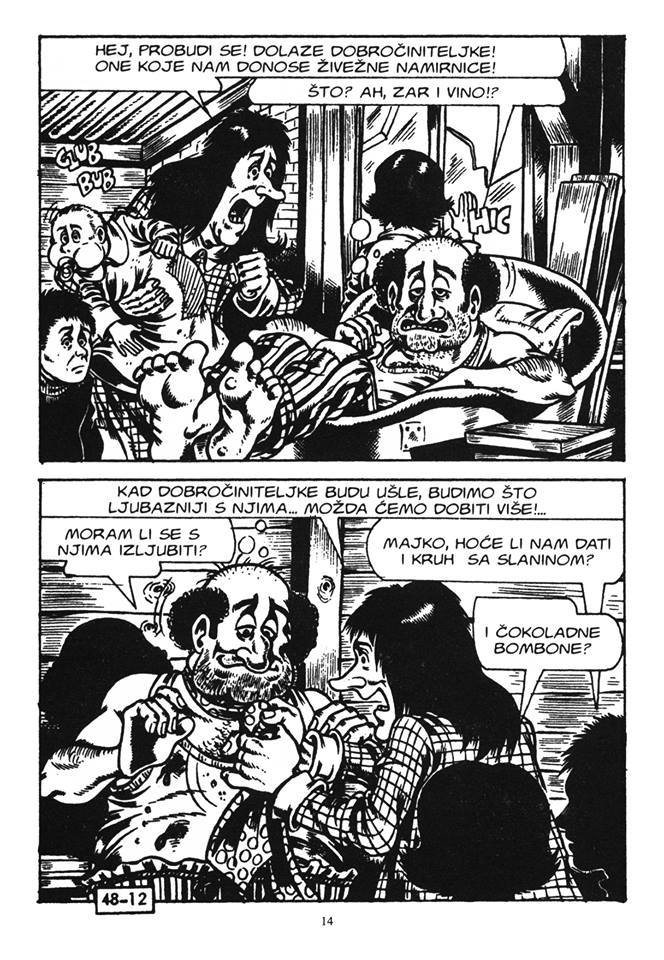 HEJ, PROBUDI SE! DOLAZE DOBROČINITELJKE!
ONE KOJE NAM DONOSE ŽIVEŽNE NAMIRNICE!
ŠTO? AH, ZAR I VINO!?
GLUB
BUB
HIC
KAD DOBROČINITELJKE BUDU UŠLE, BUDIMO ŠTO
LJUBAZNIJI S NJIMA... MOŽDA ĆEMO DOBITI VIŠE!...
MORAM LI SE S
NJIMA IZLJUBITI?
MAJKO, HOĆE LI NAM DATI
I KRUH SA SLANINOM?
I ČOKOLADNE
BOMBONE?
48-12
14